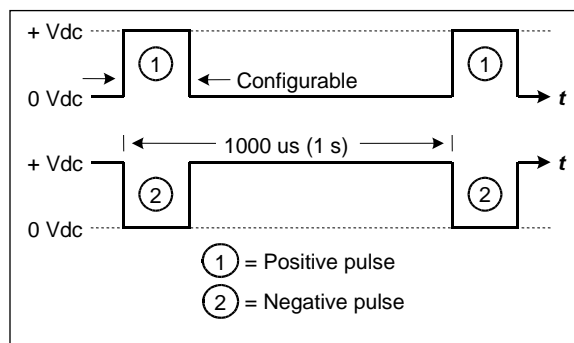 + Vdc
1
1
Configurable
0 Vdc
t
1000 us (1 s)
+ Vdc
t
2
2
0 Vdc
1 = Positive pulse
2 = Negative pulse